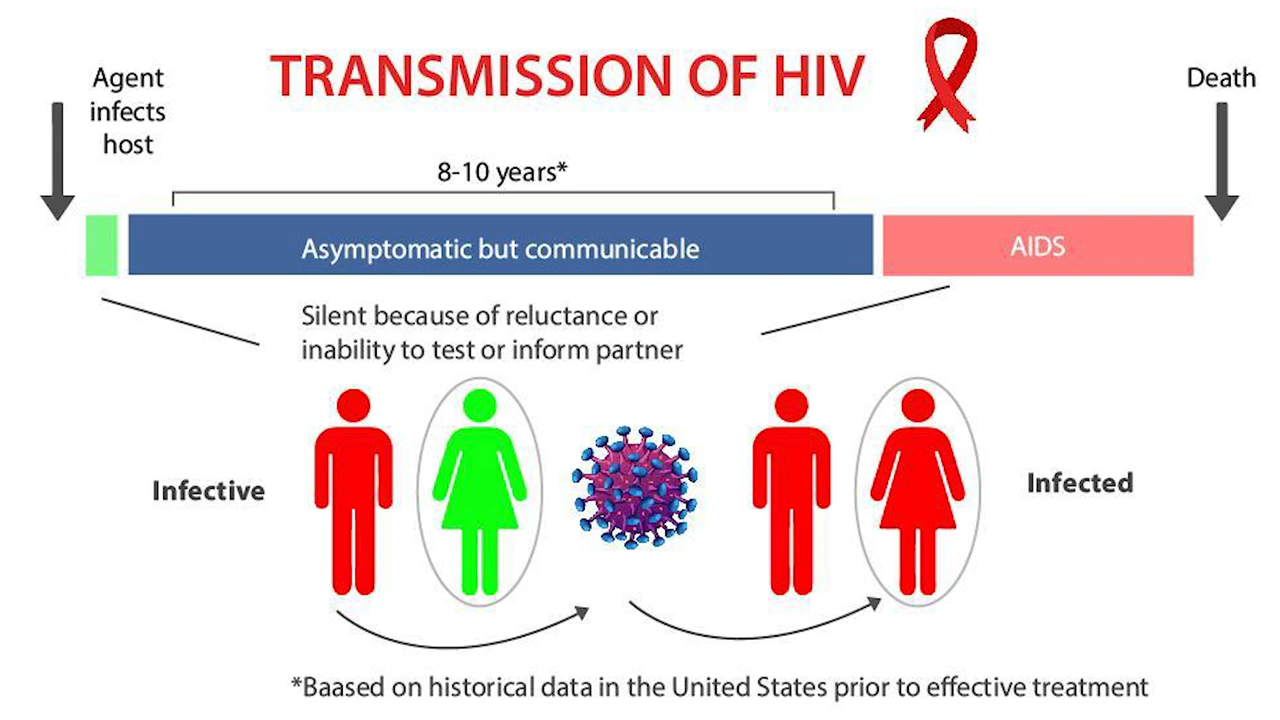 TRANSMISSION OF HIV
Agent
infects
host
Death
8-10 years*
Asymptomatic but communicable
AIDS
Silent because of reluctance or
inability to test or inform partner
Infective
Infected
*Baased on historical data in the United States prior to effective treatment